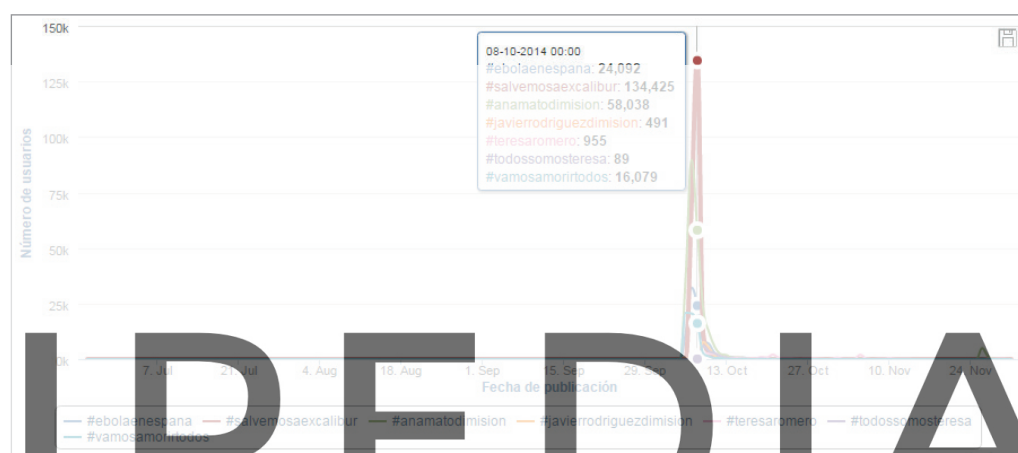 150k
125k
100k
75k
50k
25k
0k
Número de usuarios
08-10-2014 00:00
#ebolaenespana: 24,092
#salvemosaexcalibur: 134,425
#anamatodimision: 58,038
#javierrodriguezdimision: 491
#teresaromero: 955
#todossomosteresa: 89
#vamosamorirtodos: 16,079
7. Jul 21. Jul 4. Aug 18. Aug 1. Sep 15. Sep 29. Sep 13. Oct 27. Oct 10. Nov 24. Nov
Fecha de publicación
#ebolaenespana #salvemosaexcalibur #anamatodimision #javierrodriguezdimision #teresaromero #todossomosteresa
#vamosamorirtodos
IPEDIA